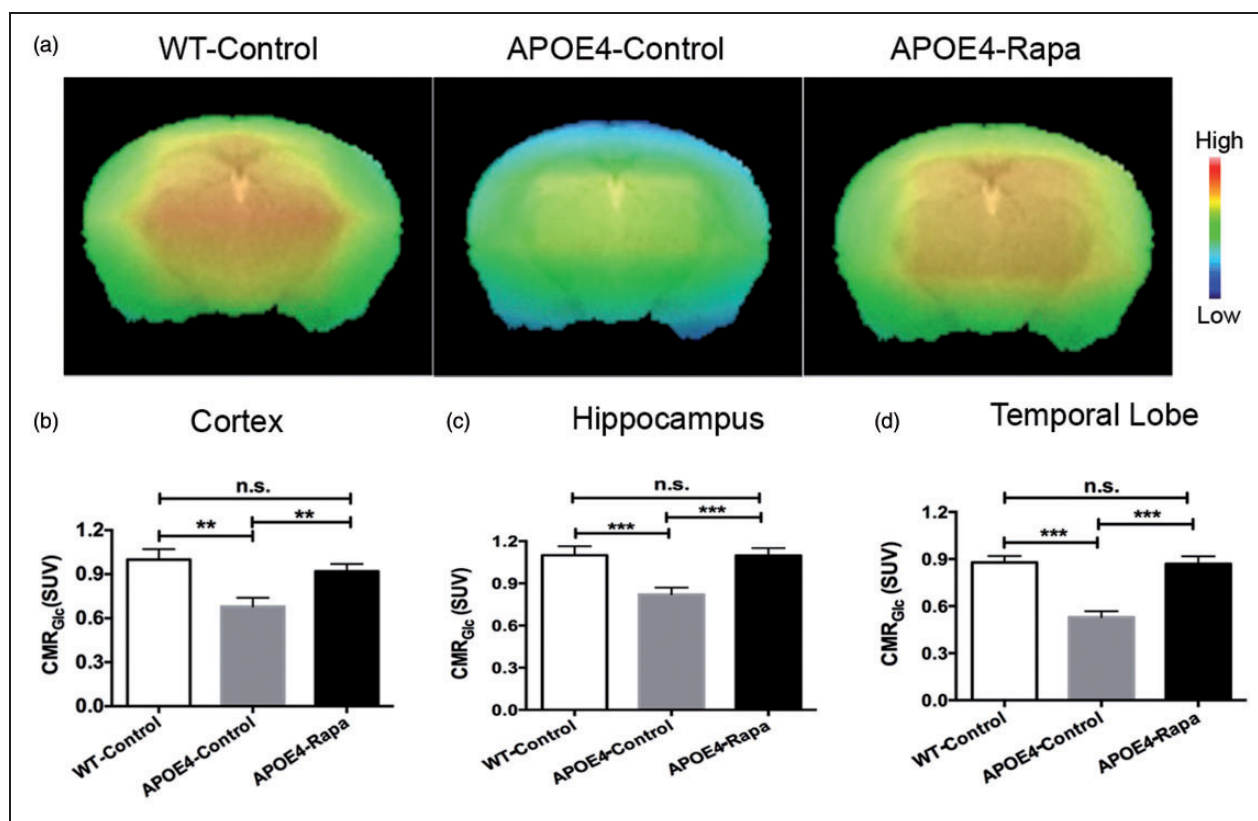 (a)
WT-Control
APOE4-Control
APOE4-Rapa
High
Low
(b)
Cortex
n.s.
**
**
1.2
0.9
0.6
0.3
0.0
CMRGlc(SUV)
WT-Control
APOE4-Control
APOE4-Rapa
(c)
Hippocampus
n.s.
***
***
1.2
0.9
0.6
0.3
0.0
CMRGlc (SUV)
WT-Control
APOE4-Control
APOE4-Rapa
(d)
Temporal Lobe
n.s.
***
***
1.2
0.9
0.6
0.3
0.0
CMRGlc (SUV)
WT-Control
APOE4-Control
APOE4-Rapa